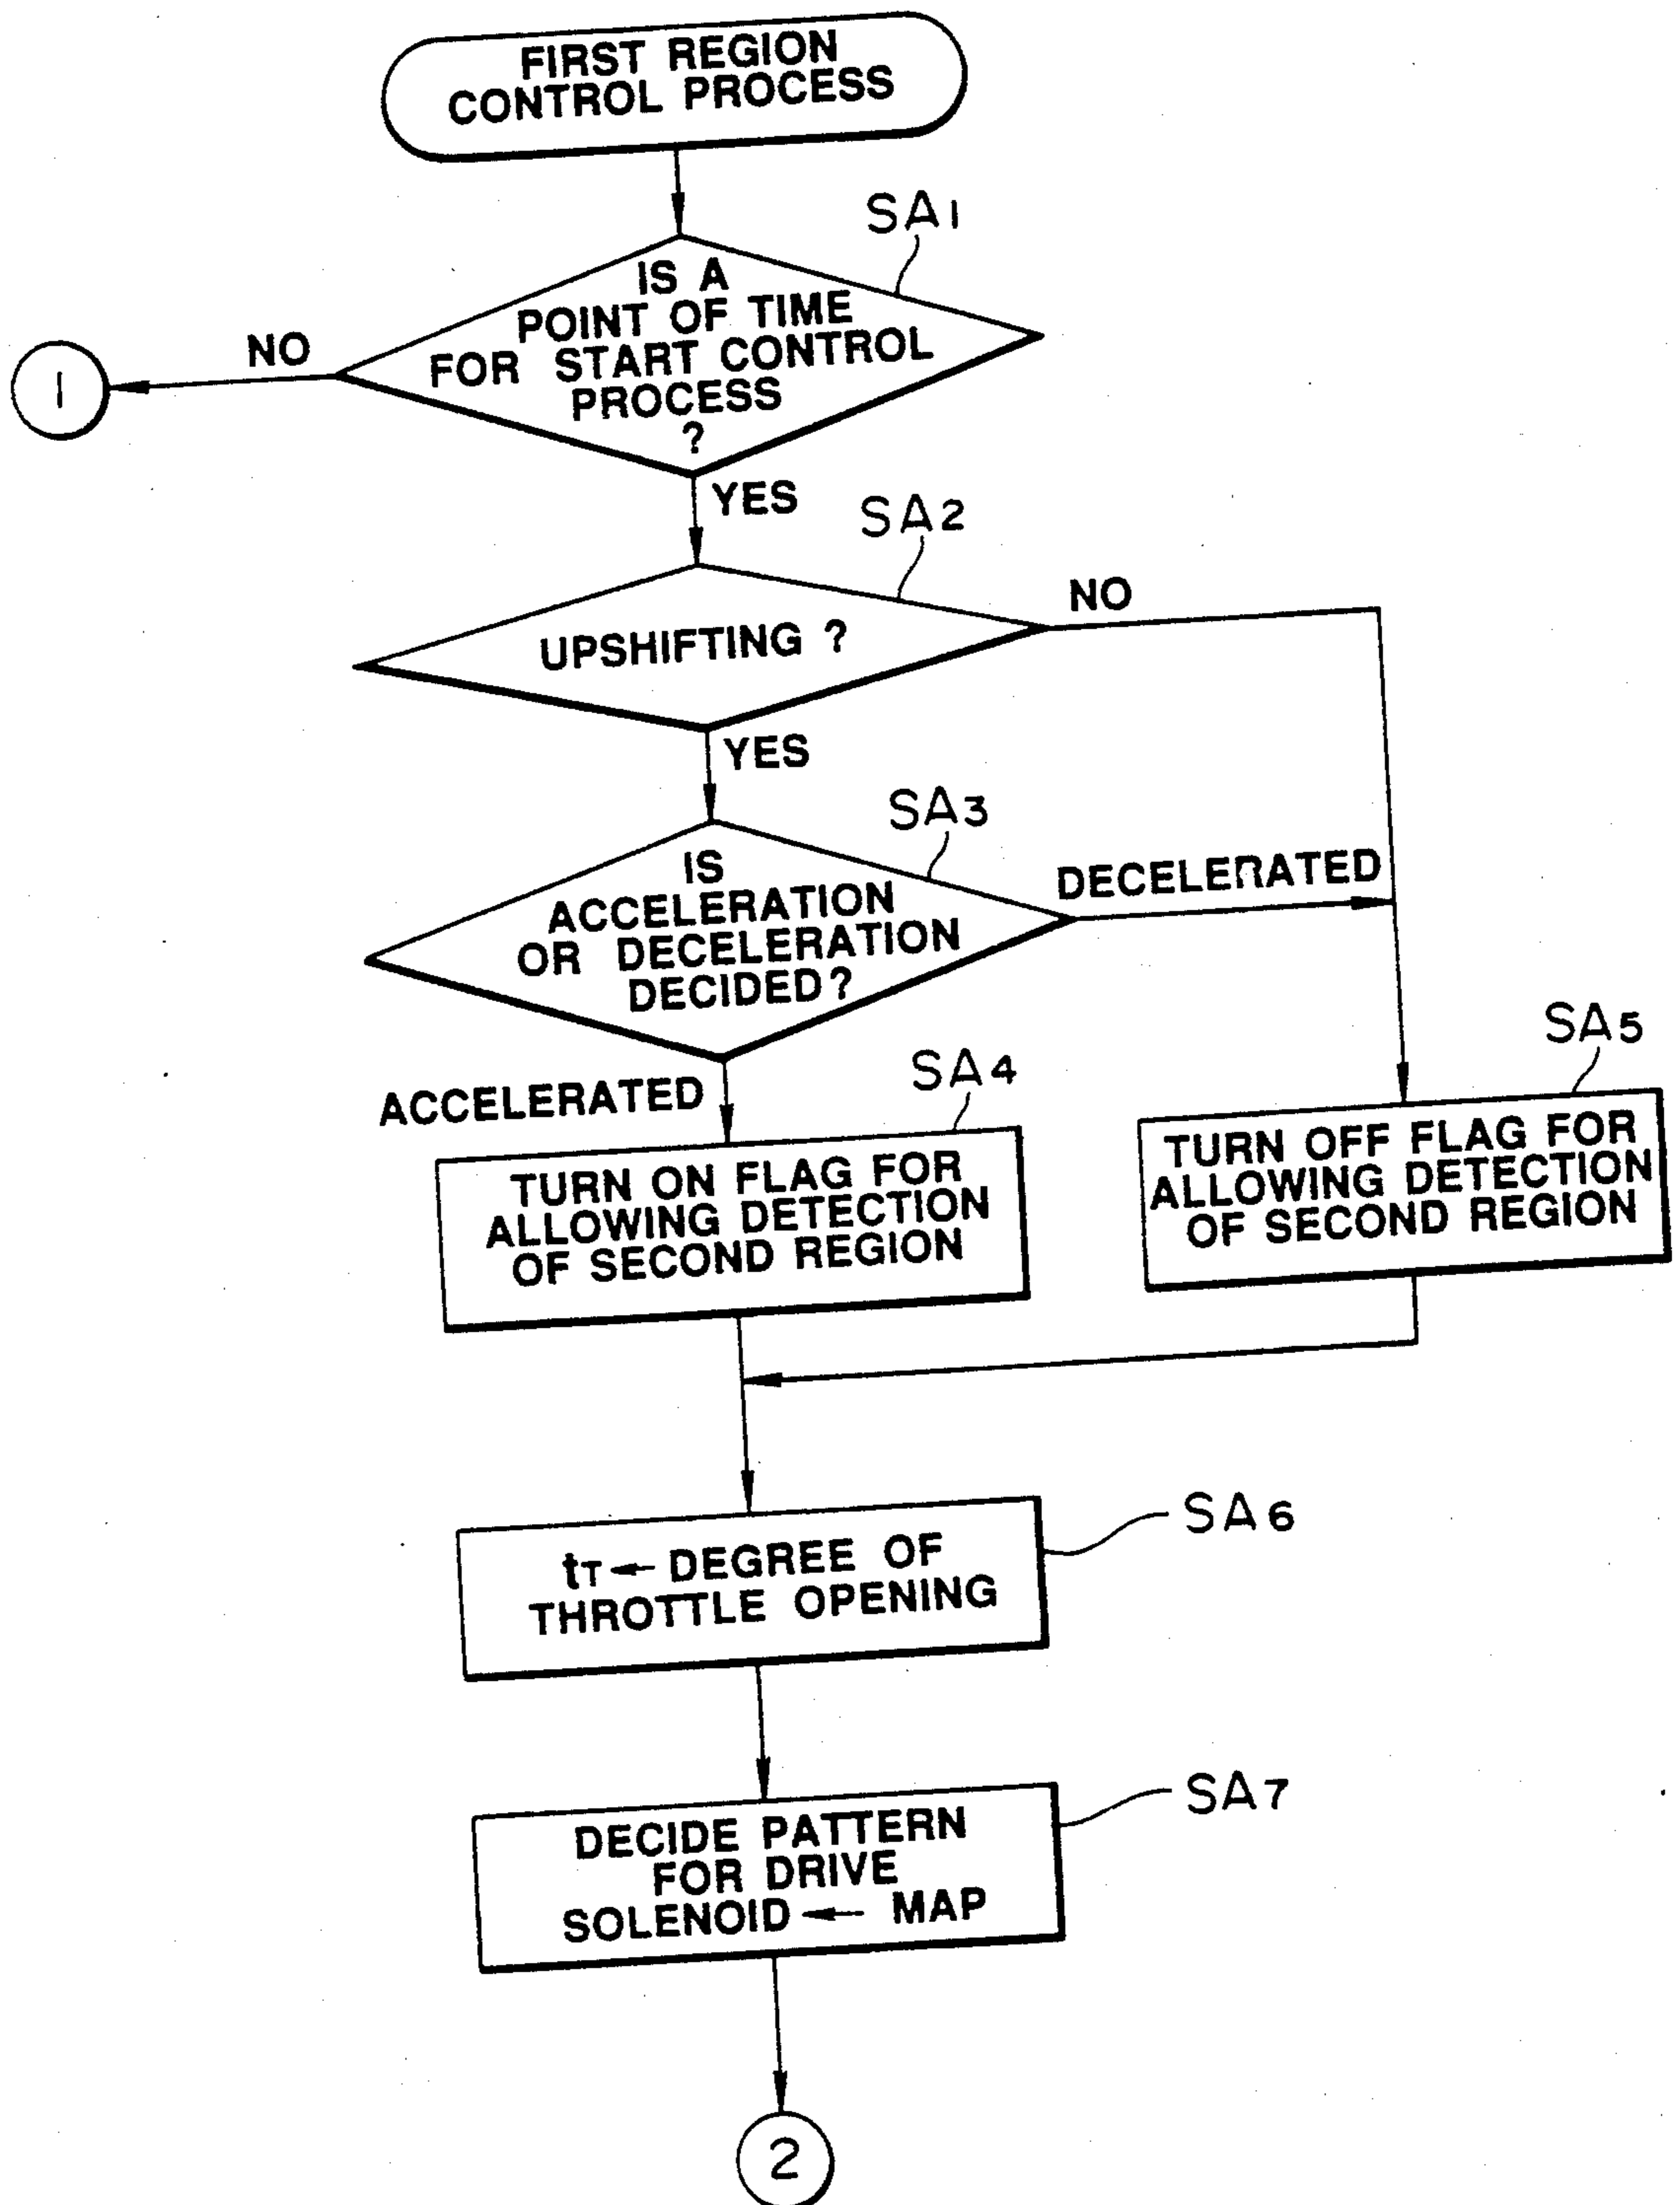 FIRST REGION
CONTROL PROCESS
SA1
IS A
POINT OF TIME
FOR START CONTROL
PROCESS
?
NO
1
YES
SA2
UPSHIFTING ?
NO
YES
SA3
IS
ACCELERATION
OR DECELERATION
DECIDED?
DECELERATED
ACCELERATED
SA4
TURN ON FLAG FOR
ALLOWING DETECTION
OF SECOND REGION
SA5
TURN OFF FLAG FOR
ALLOWING DETECTION
OF SECOND REGION
SA6
tT ← DEGREE OF
THROTTLE OPENING
SA7
DECIDE PATTERN
FOR DRIVE
SOLENOID ← MAP
2